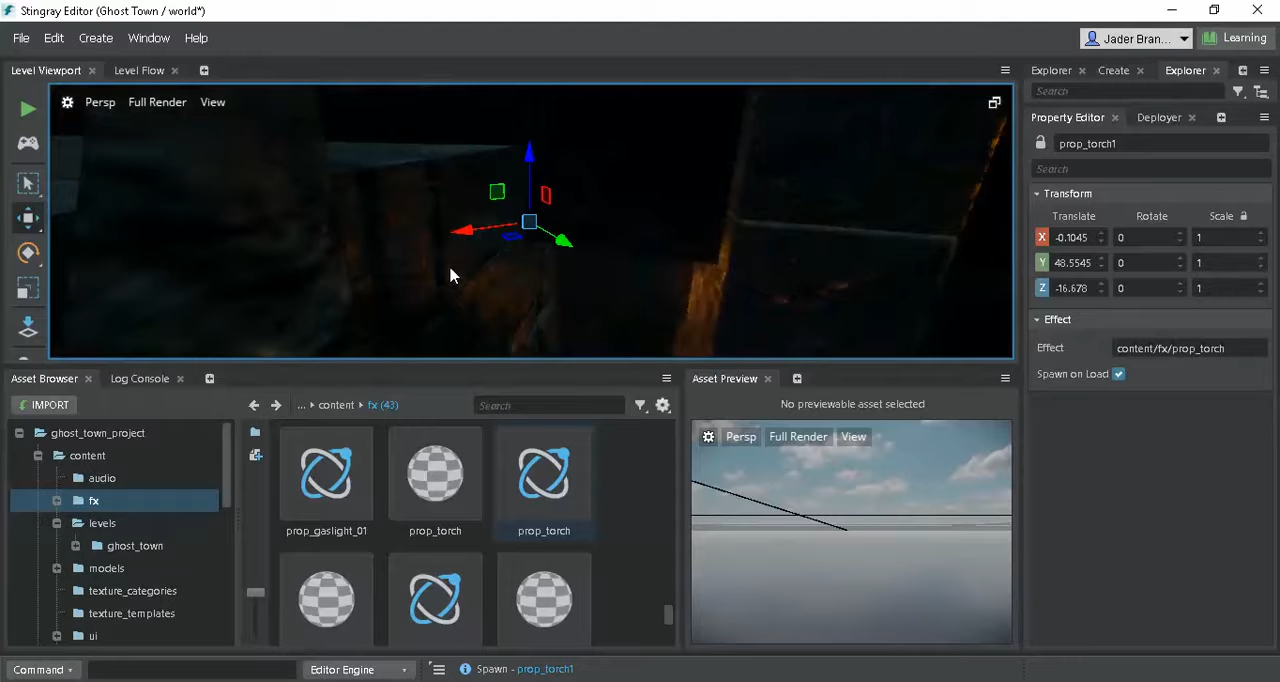 Stingray Editor (Ghost Town / world*)
File Edit Create Window Help
Jader Bran... Learning
Level Viewport Level Flow
Explorer Create Explorer
Search
Persp Full Render View
Property Editor Deployer
prop_torch1
Search
Transform
Translate Rotate Scale
X -0.1045 0 1
Y 48.5545 0 1
Z -16.678 0 1
Effect
Effect content/fx/prop_torch
Spawn on Load
Asset Browser Log Console
Asset Preview
IMPORT
... content fx (43)
Search
No previewable asset selected
Persp Full Render View
ghost_town_project
content
audio
fx
levels
ghost_town
models
texture_categories
texture_templates
ui
prop_gaslight_01 prop_torch prop_torch
Command
Editor Engine
Spawn - prop_torch1